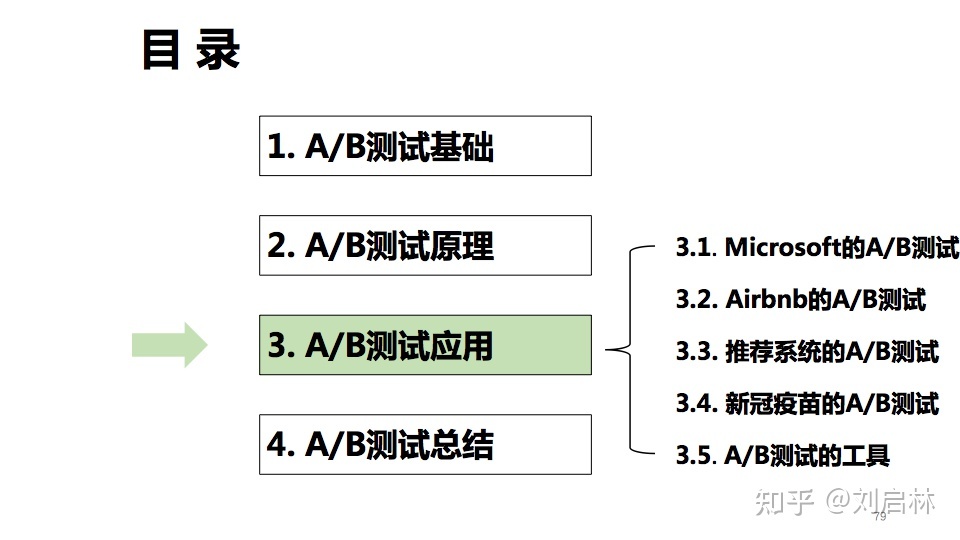 目 录
1. A/B测试基础
2. A/B测试原理
3. A/B测试应用
3.1. Microsoft的A/B测试
3.2. Airbnb的A/B测试
3.3. 推荐系统的A/B测试
3.4. 新冠疫苗的A/B测试
3.5. A/B测试的工具
4. A/B测试总结
知乎 @刘启林
79